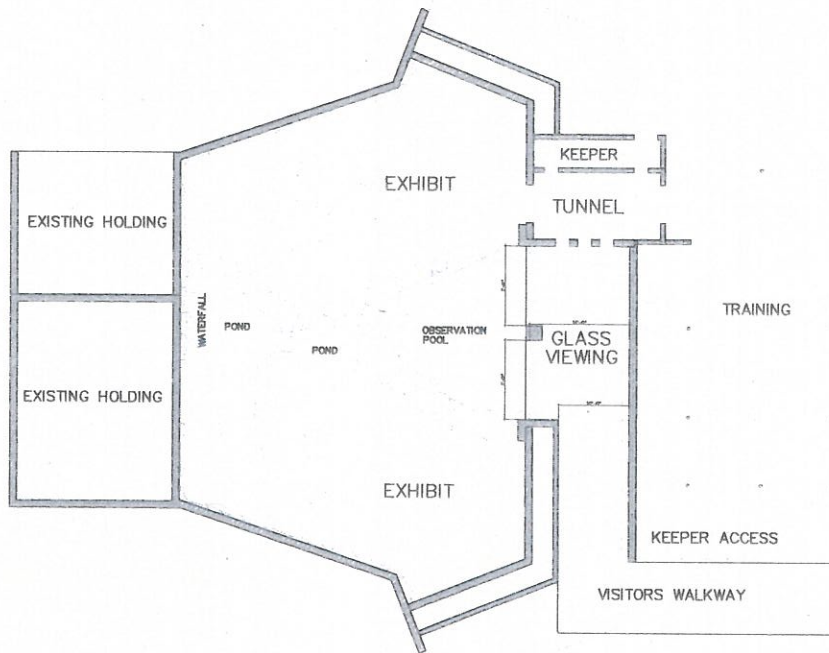 KEEPER
EXHIBIT
TUNNEL
EXISTING HOLDING
WATERFALL
POND
POND
OBSERVATION
POOL
GLASS
VIEWING
TRAINING
EXISTING HOLDING
EXHIBIT
KEEPER ACCESS
VISITORS WALKWAY